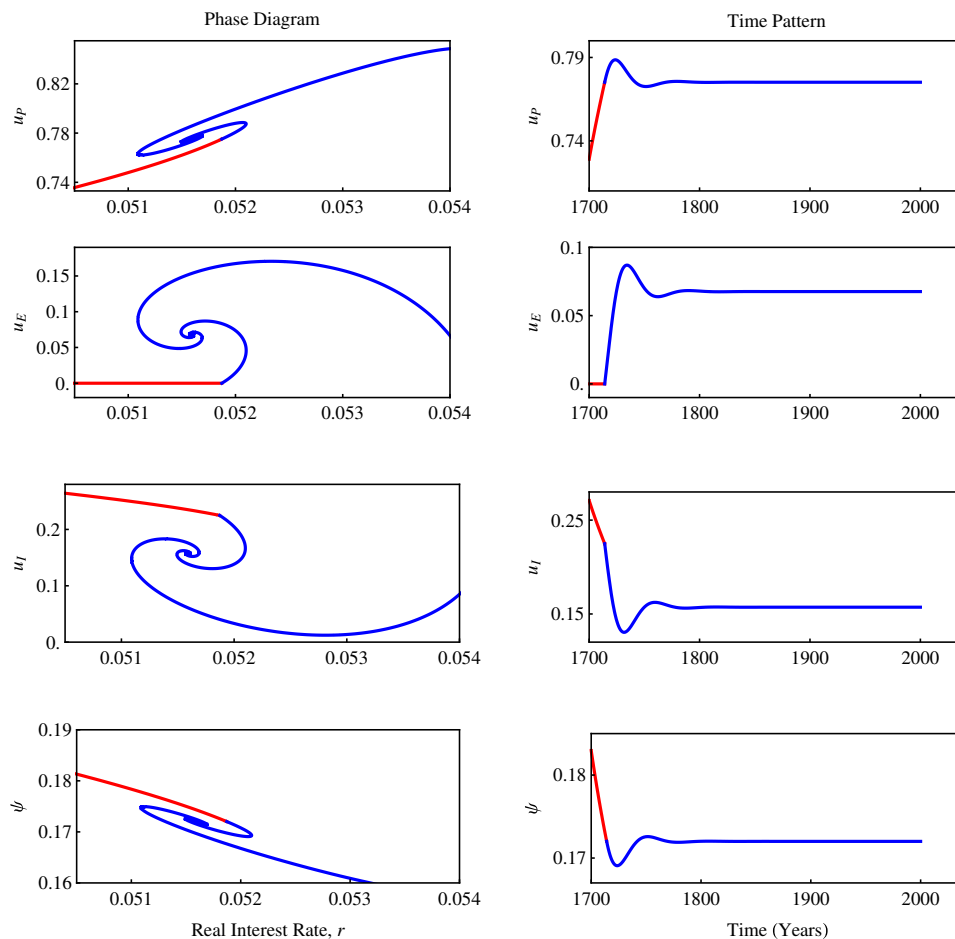 Phase Diagram
0.82
0.78
0.74
u_P
0.051 0.052 0.053 0.054
Time Pattern
0.79
0.74
u_P
1700 1800 1900 2000
0.15
0.1
0.05
0.
u_E
0.051 0.052 0.053 0.054
0.1
0.05
0.
u_E
1700 1800 1900 2000
0.2
0.1
0.
u_I
0.051 0.052 0.053 0.054
0.25
0.15
u_I
1700 1800 1900 2000
0.19
0.18
0.17
0.16
ψ
0.051 0.052 0.053 0.054
Real Interest Rate, r
0.18
0.17
ψ
1700 1800 1900 2000
Time (Years)